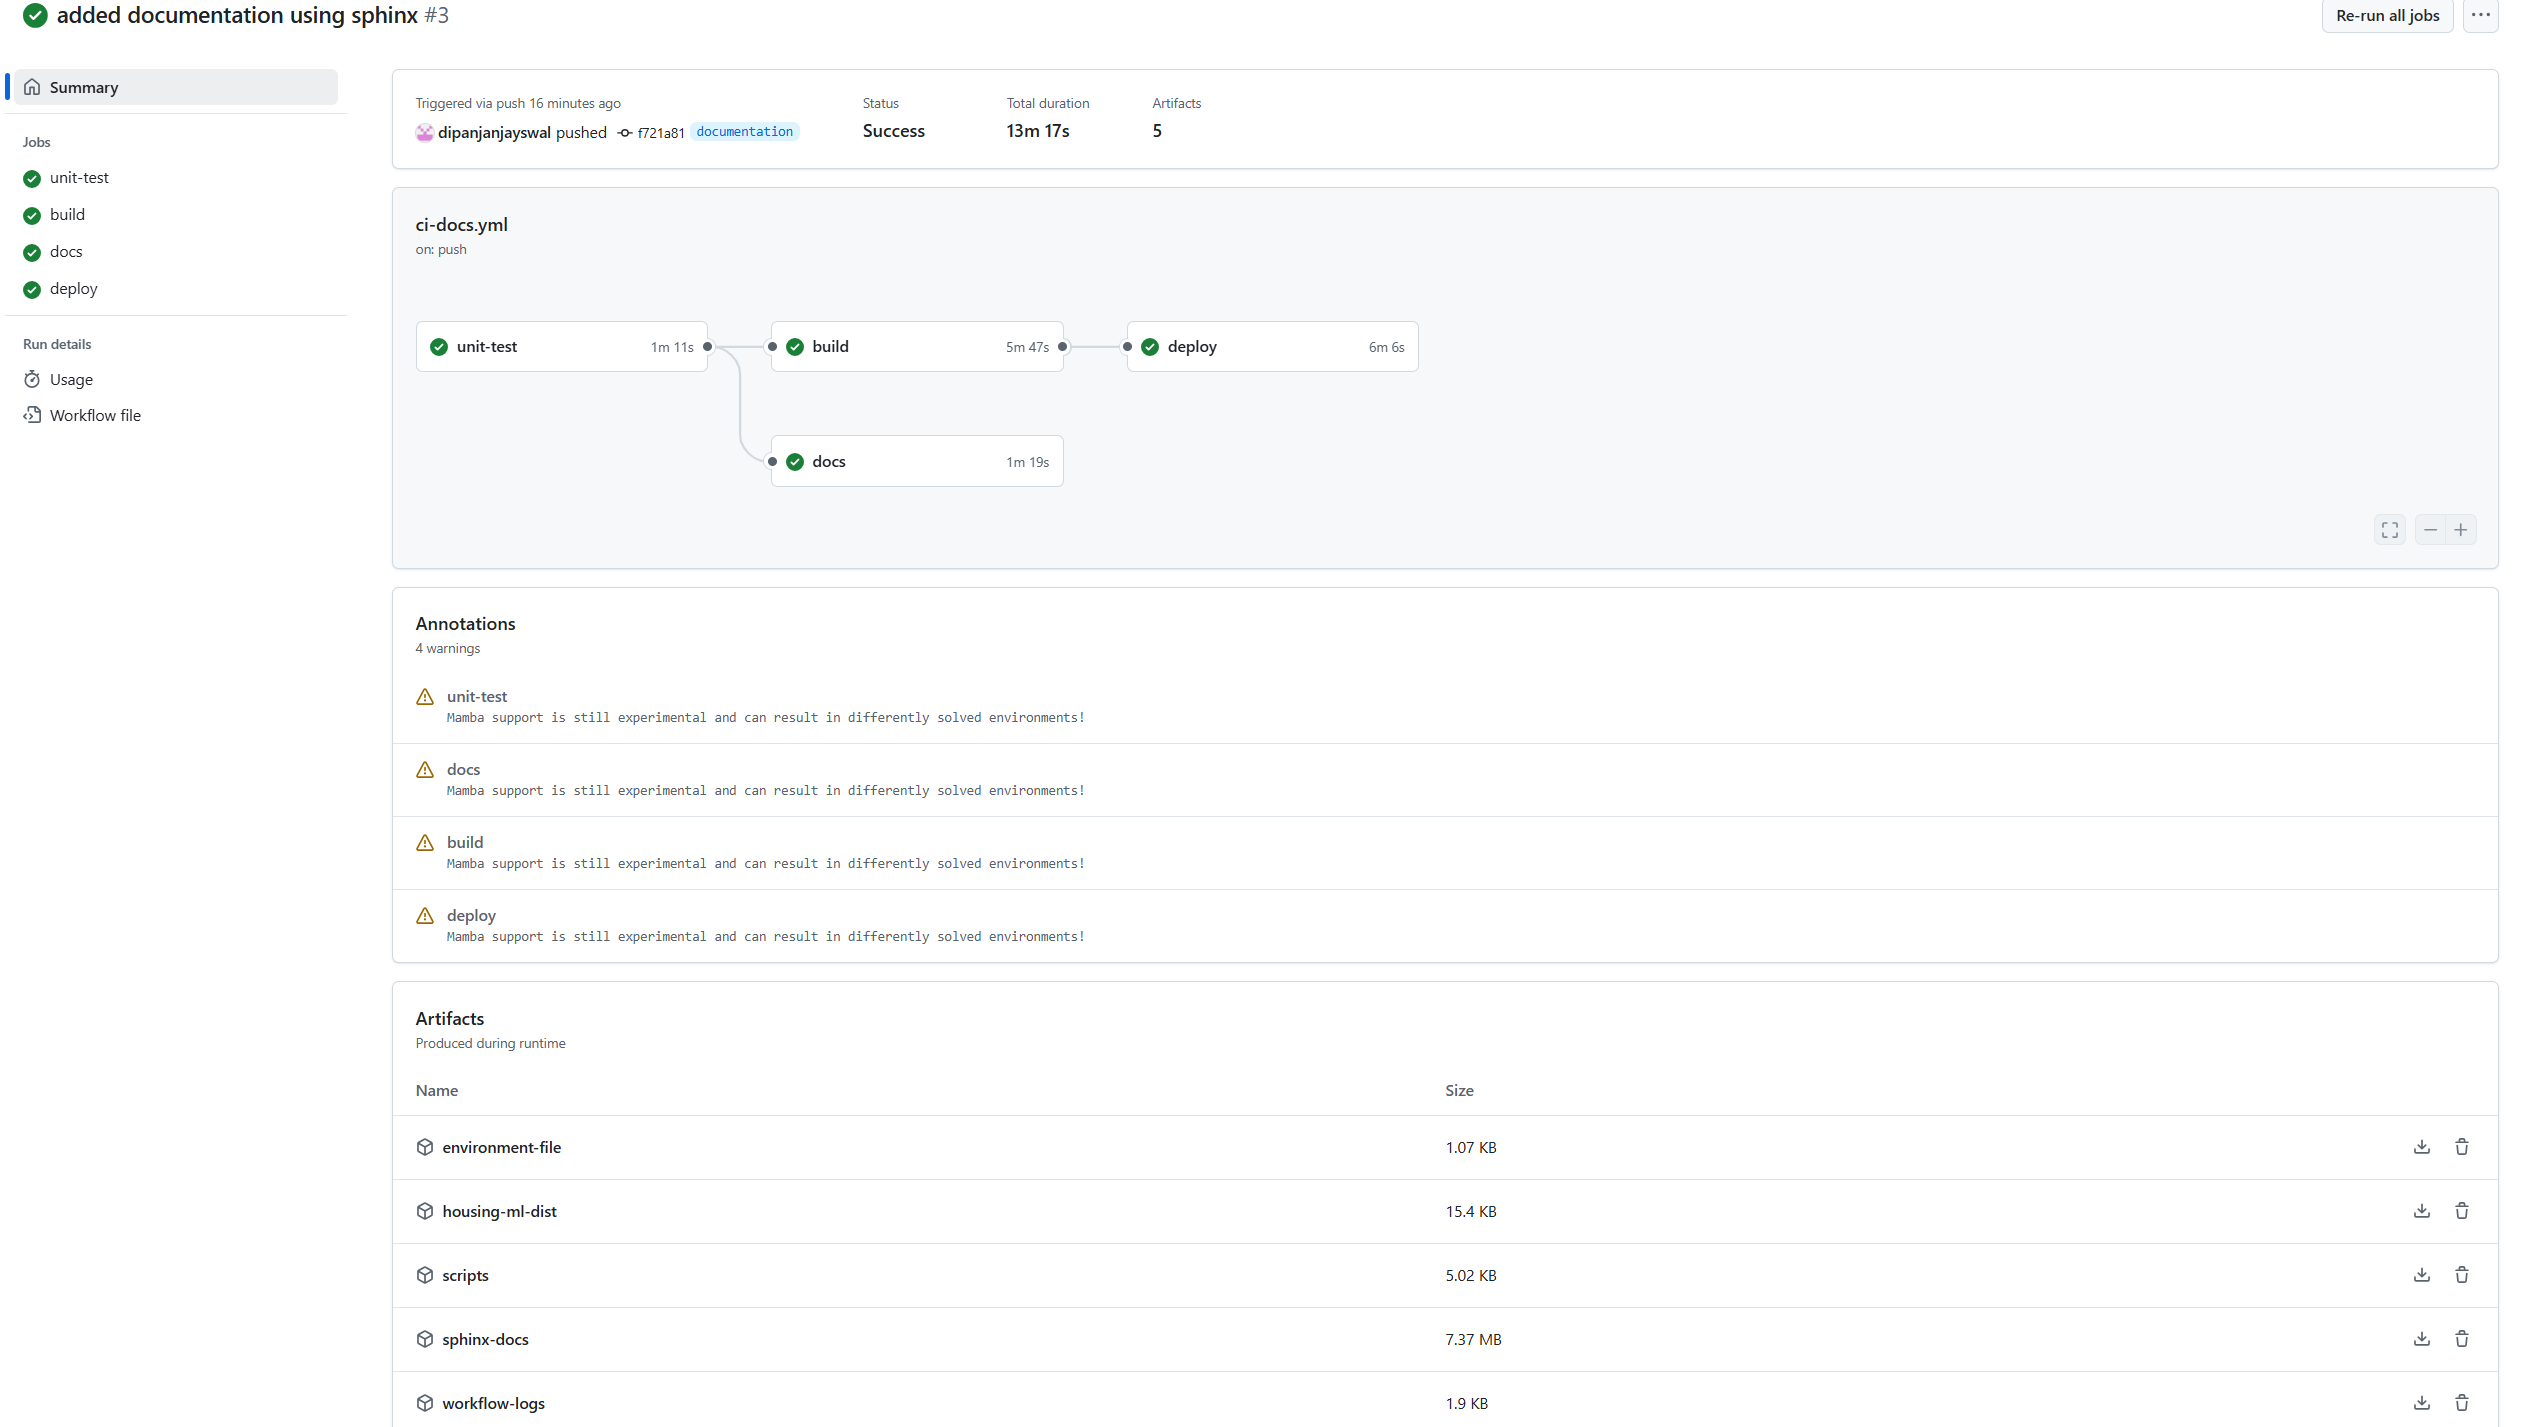 added documentation using sphinx #3
Re-run all jobs
Summary
Jobs
unit-test
build
docs
deploy
Run details
Usage
Workflow file
Triggered via push 16 minutes ago
dipanjanjayswal pushed f721a81 documentation
Status
Success
Total duration
13m 17s
Artifacts
5
ci-docs.yml
on: push
unit-test 1m 11s
build 5m 47s
deploy 6m 6s
docs 1m 19s
Annotations
4 warnings
unit-test
Mamba support is still experimental and can result in differently solved environments!
docs
Mamba support is still experimental and can result in differently solved environments!
build
Mamba support is still experimental and can result in differently solved environments!
deploy
Mamba support is still experimental and can result in differently solved environments!
Artifacts
Produced during runtime
Name Size
environment-file 1.07 KB
housing-ml-dist 15.4 KB
scripts 5.02 KB
sphinx-docs 7.37 MB
workflow-logs 1.9 KB